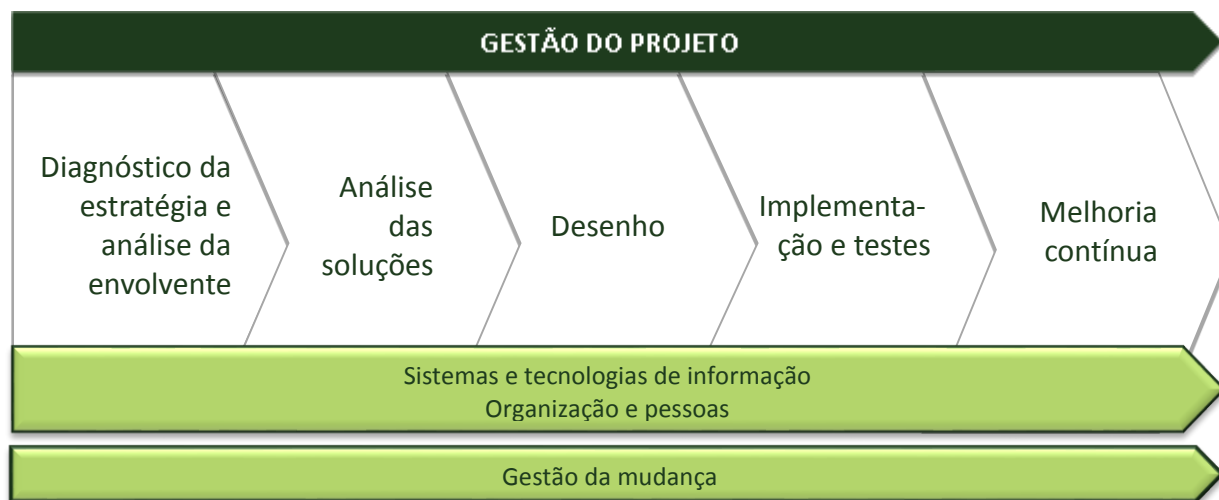 GESTÃO DO PROJETO
Diagnóstico da
estratégia e
análise da
envolvente
Análise
das
soluções
Desenho
Implementa-
ção e testes
Melhoria
contínua
Sistemas e tecnologias de informação
Organização e pessoas
Gestão da mudança